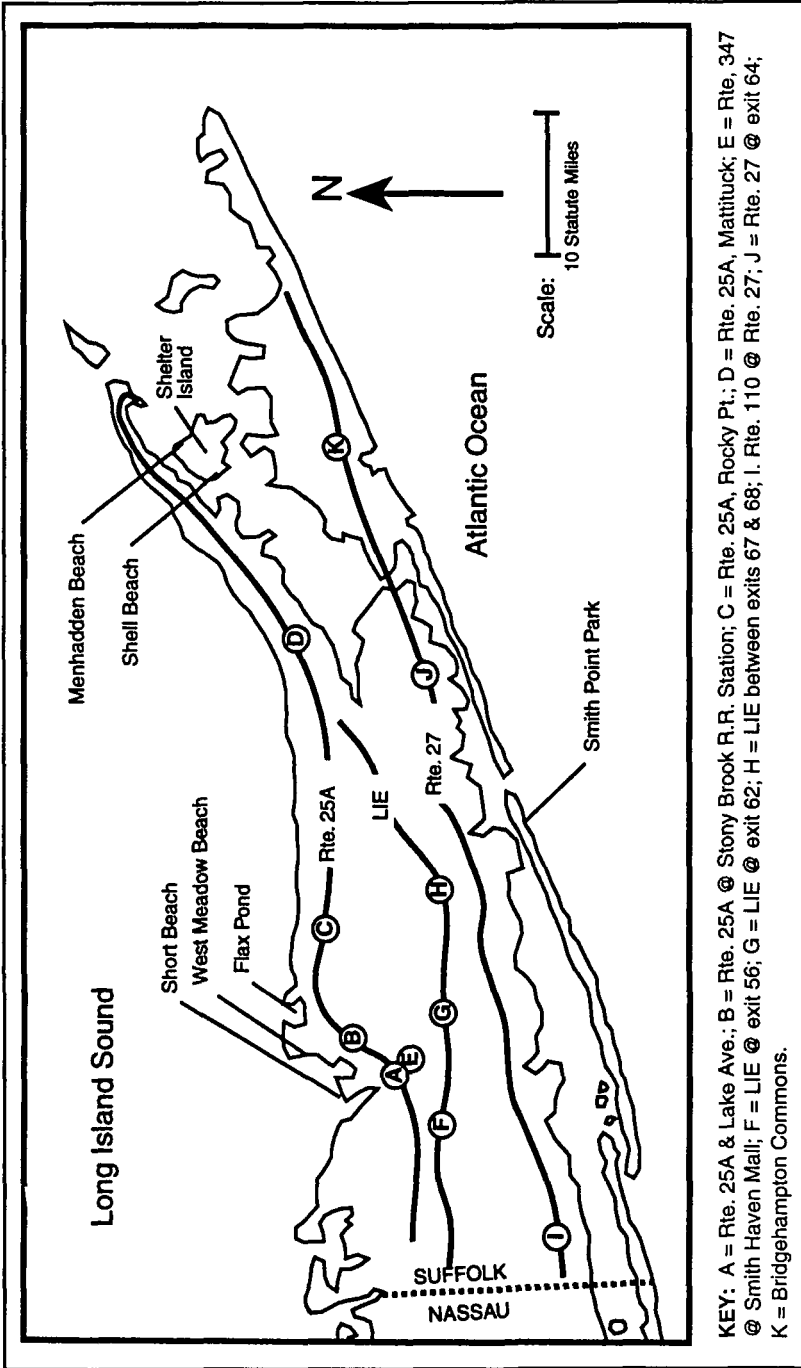 Long Island Sound
Short Beach
West Meadow Beach
Flax Pond
Menhadden Beach
Shell Beach
Shelter
Island
N
Scale:
10 Statute Miles
Atlantic Ocean
Smith Point Park
Rte. 25A
LIE
Rte. 27
A
B
C
D
E
F
G
H
I
J
K
SUFFOLK
NASSAU
KEY: A = Rte. 25A & Lake Ave.; B = Rte. 25A @ Stony Brook R.R. Station; C = Rte. 25A, Rocky Pt.; D = Rte. 25A, Mattituck; E = Rte, 347
@ Smith Haven Mall; F = LIE @ exit 56; G = LIE @ exit 62; H = LIE between exits 67 & 68; I. Rte. 110 @ Rte. 27; J = Rte. 27 @ exit 64;
K = Bridgehampton Commons.